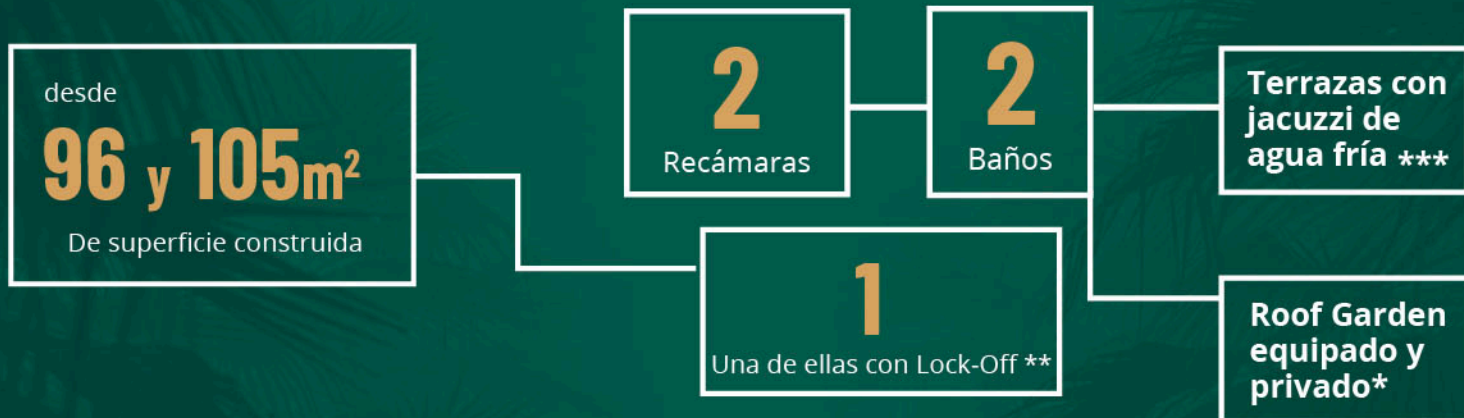 desde
96 y 105m²
De superficie construida
2
Recámaras
2
Baños
Terrazas con
jacuzzi de
agua fría ***
1
Una de ellas con Lock-Off **
Roof Garden
equipado y
privado*